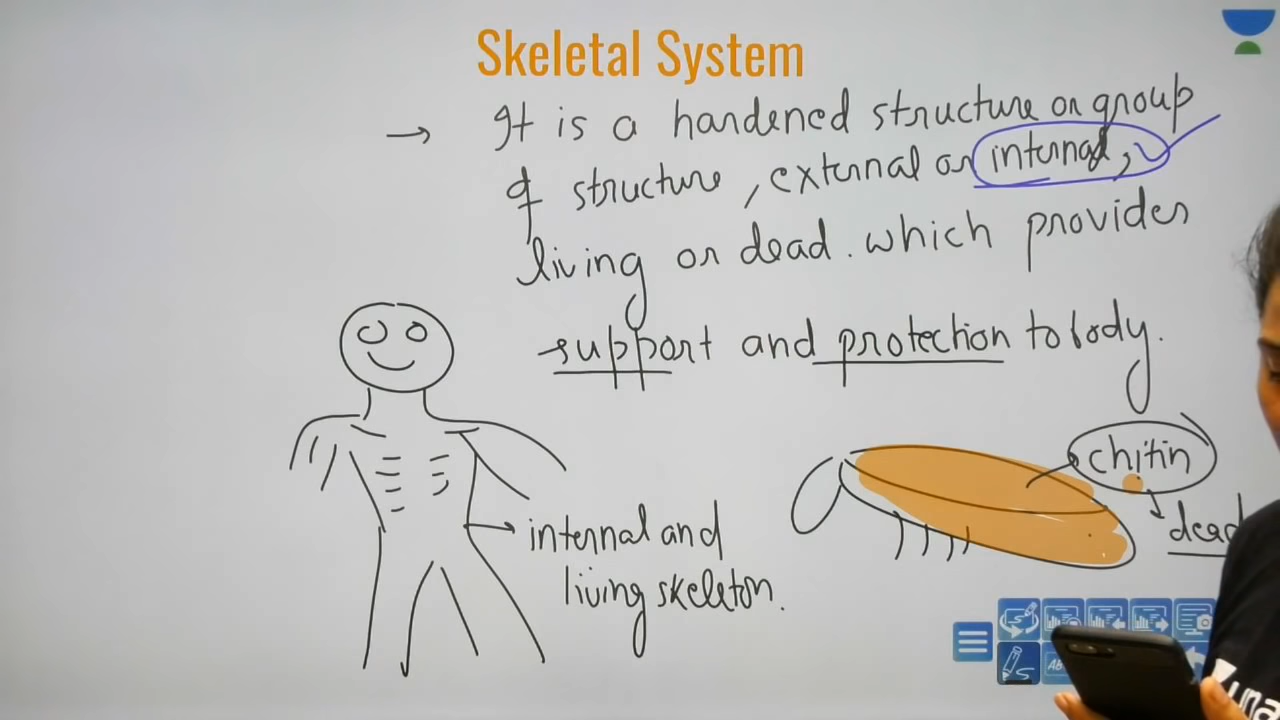 Skeletal System
→ It is a hardened structure or group
of structure, external or internal,
living or dead. which provides
support and protection to body.
chitin
dead
internal and
living skeleton.